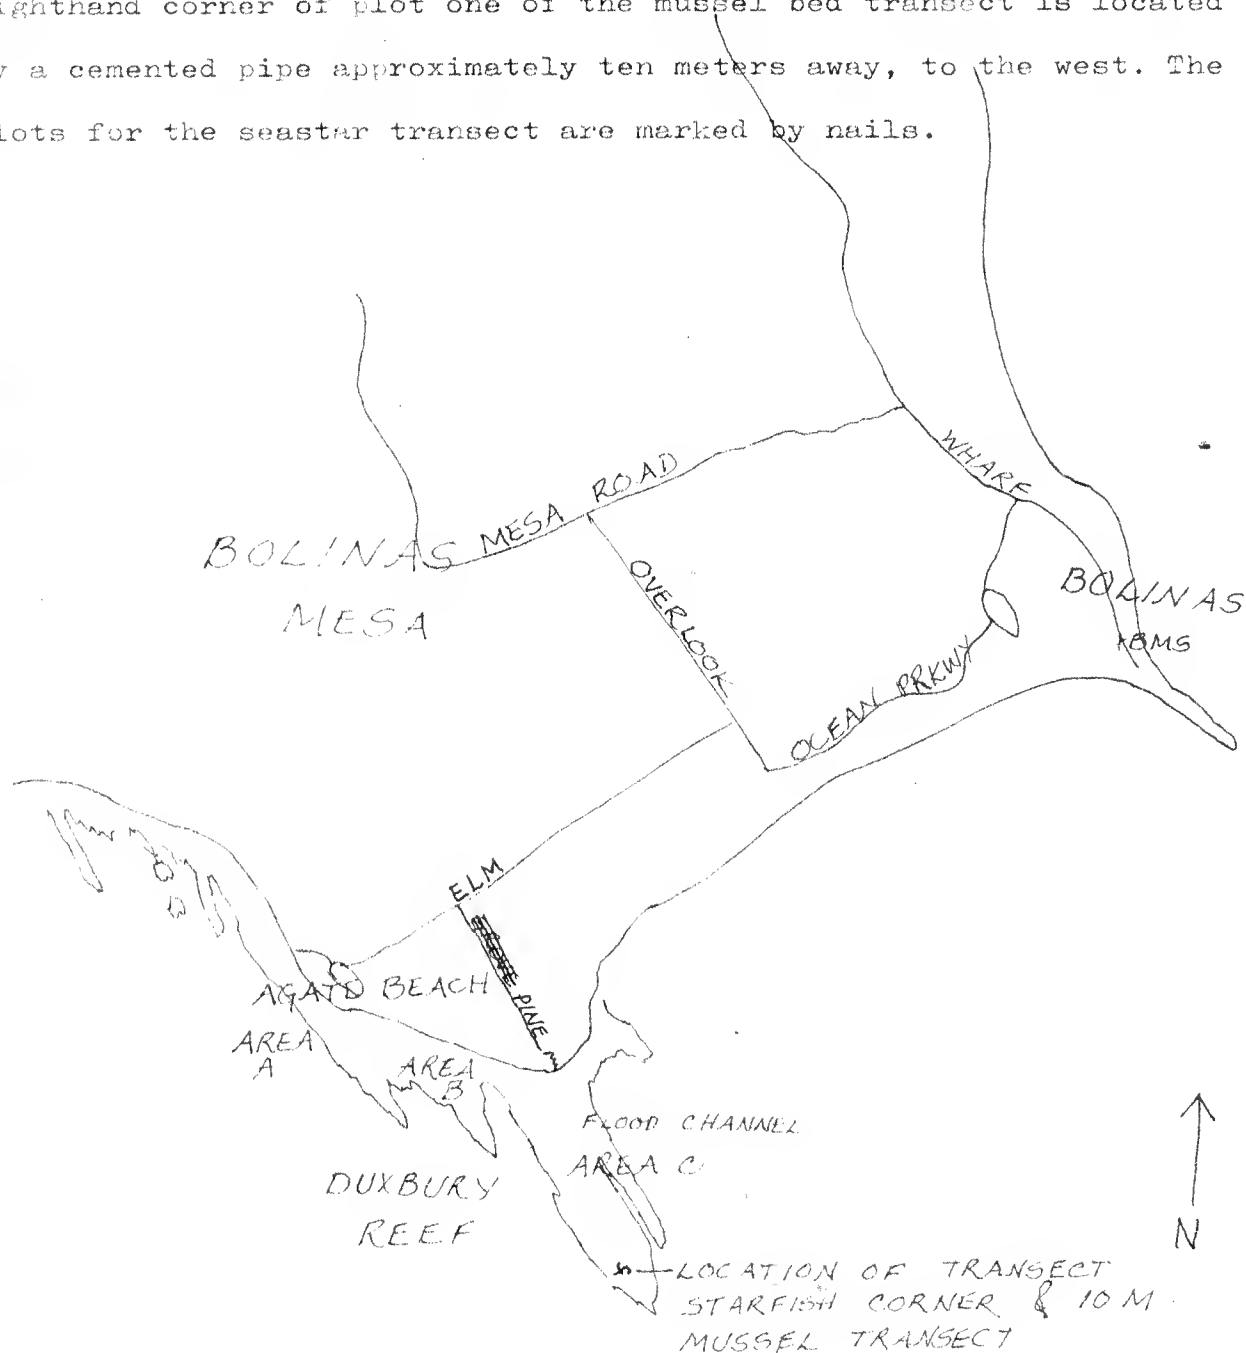 ighthand corner of plot one of the mussel bed transect is located
y a cemented pipe approximately ten meters away, to the west. The
lots for the seastar transect are marked by nails.
WHARF
MESA ROAD
BOLINAS
MESA
OVERLOOK
BOLINAS
BMS
OCEAN PRKWY
ELM
PINE
AGATE BEACH
AREA
A
AREA
B
FLOOD CHANNEL
AREA C
DUXBURY
REEF
N
LOCATION OF TRANSECT
STARFISH CORNER & 10 M
MUSSEL TRANSECT